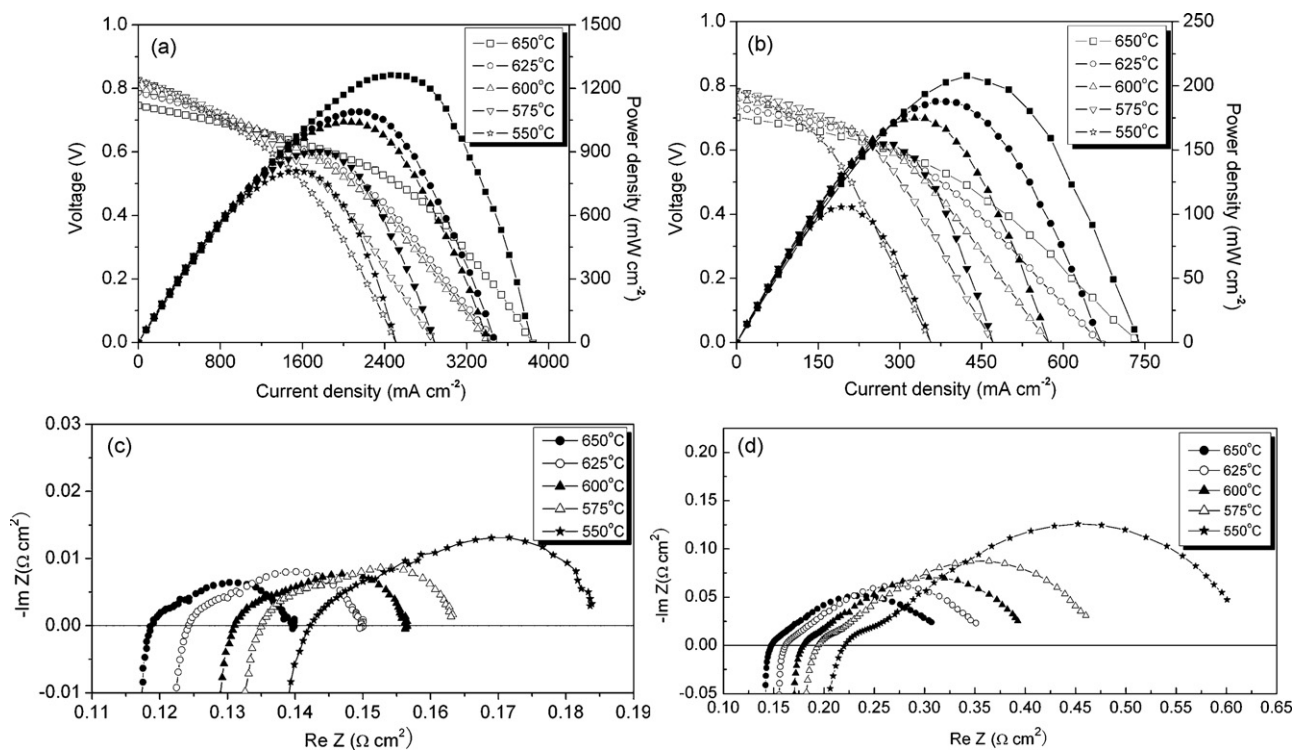 (a)
1.0
0.8
0.6
0.4
0.2
0.0
Voltage (V)
0 800 1600 2400 3200 4000
Current density (mA cm⁻²)
1500
1200
900
600
300
0
Power density (mW cm⁻²)
650°C
625°C
600°C
575°C
550°C
(b)
1.0
0.8
0.6
0.4
0.2
0.0
Voltage (V)
0 150 300 450 600 750
Current density (mA cm⁻²)
250
200
150
100
50
0
Power density (mW cm⁻²)
650°C
625°C
600°C
575°C
550°C
(c)
0.03
0.02
0.01
0.00
-0.01
-Im Z(Ω cm²)
0.11 0.12 0.13 0.14 0.15 0.16 0.17 0.18 0.19
Re Z (Ω cm²)
650°C
625°C
600°C
575°C
550°C
(d)
0.20
0.15
0.10
0.05
0.00
-0.05
-Im Z(Ω cm²)
0.10 0.15 0.20 0.25 0.30 0.35 0.40 0.45 0.50 0.55 0.60 0.65
Re Z (Ω cm²)
650°C
625°C
600°C
575°C
550°C